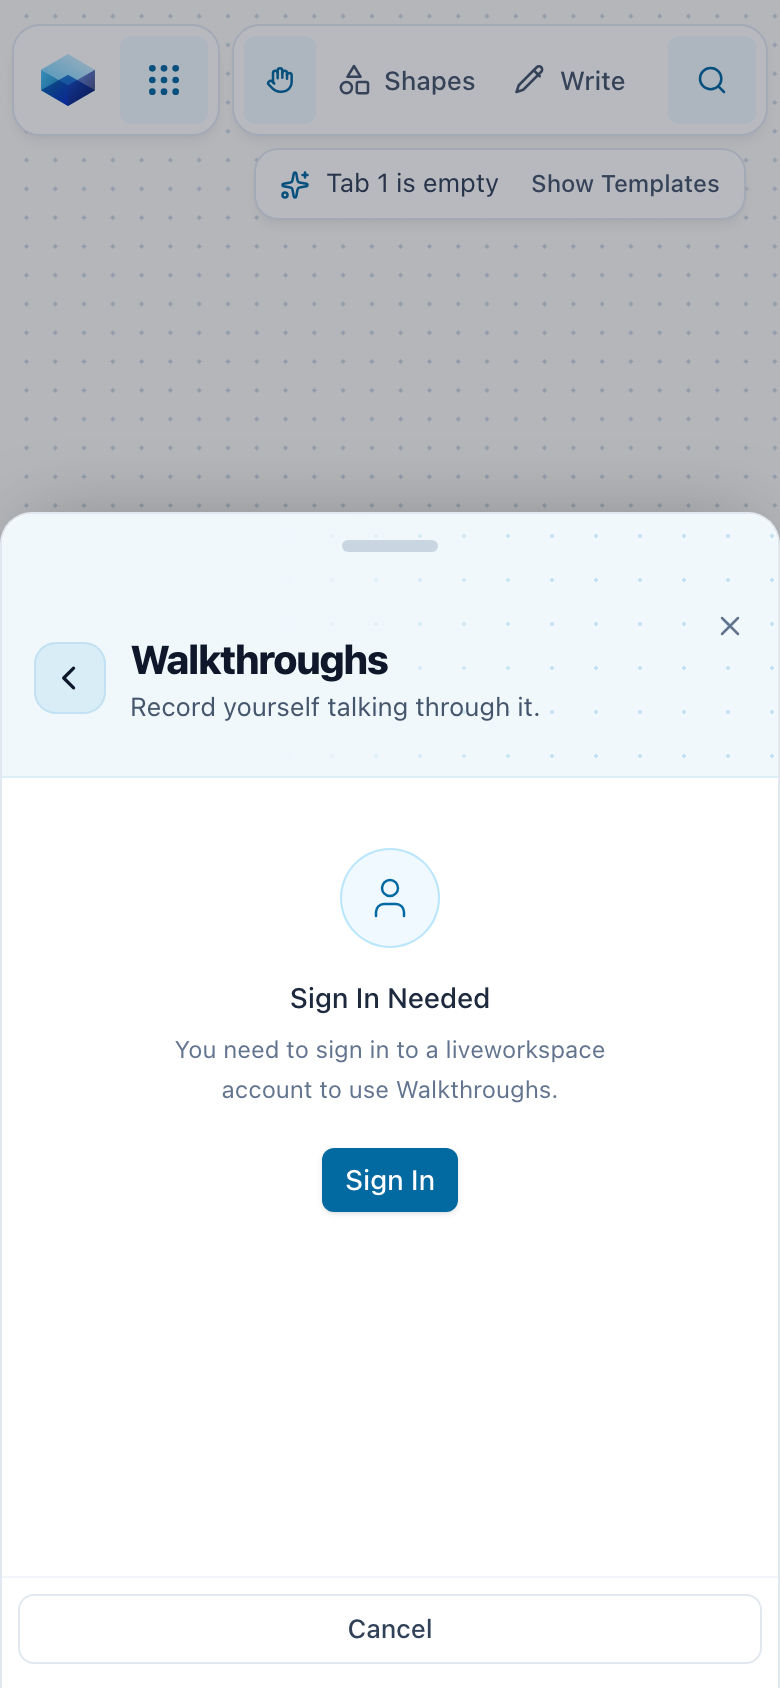 Shapes
Write
Tab 1 is empty
Show Templates
Walkthroughs
Record yourself talking through it.
Sign In Needed
You need to sign in to a liveworkspace
account to use Walkthroughs.
Sign In
Cancel